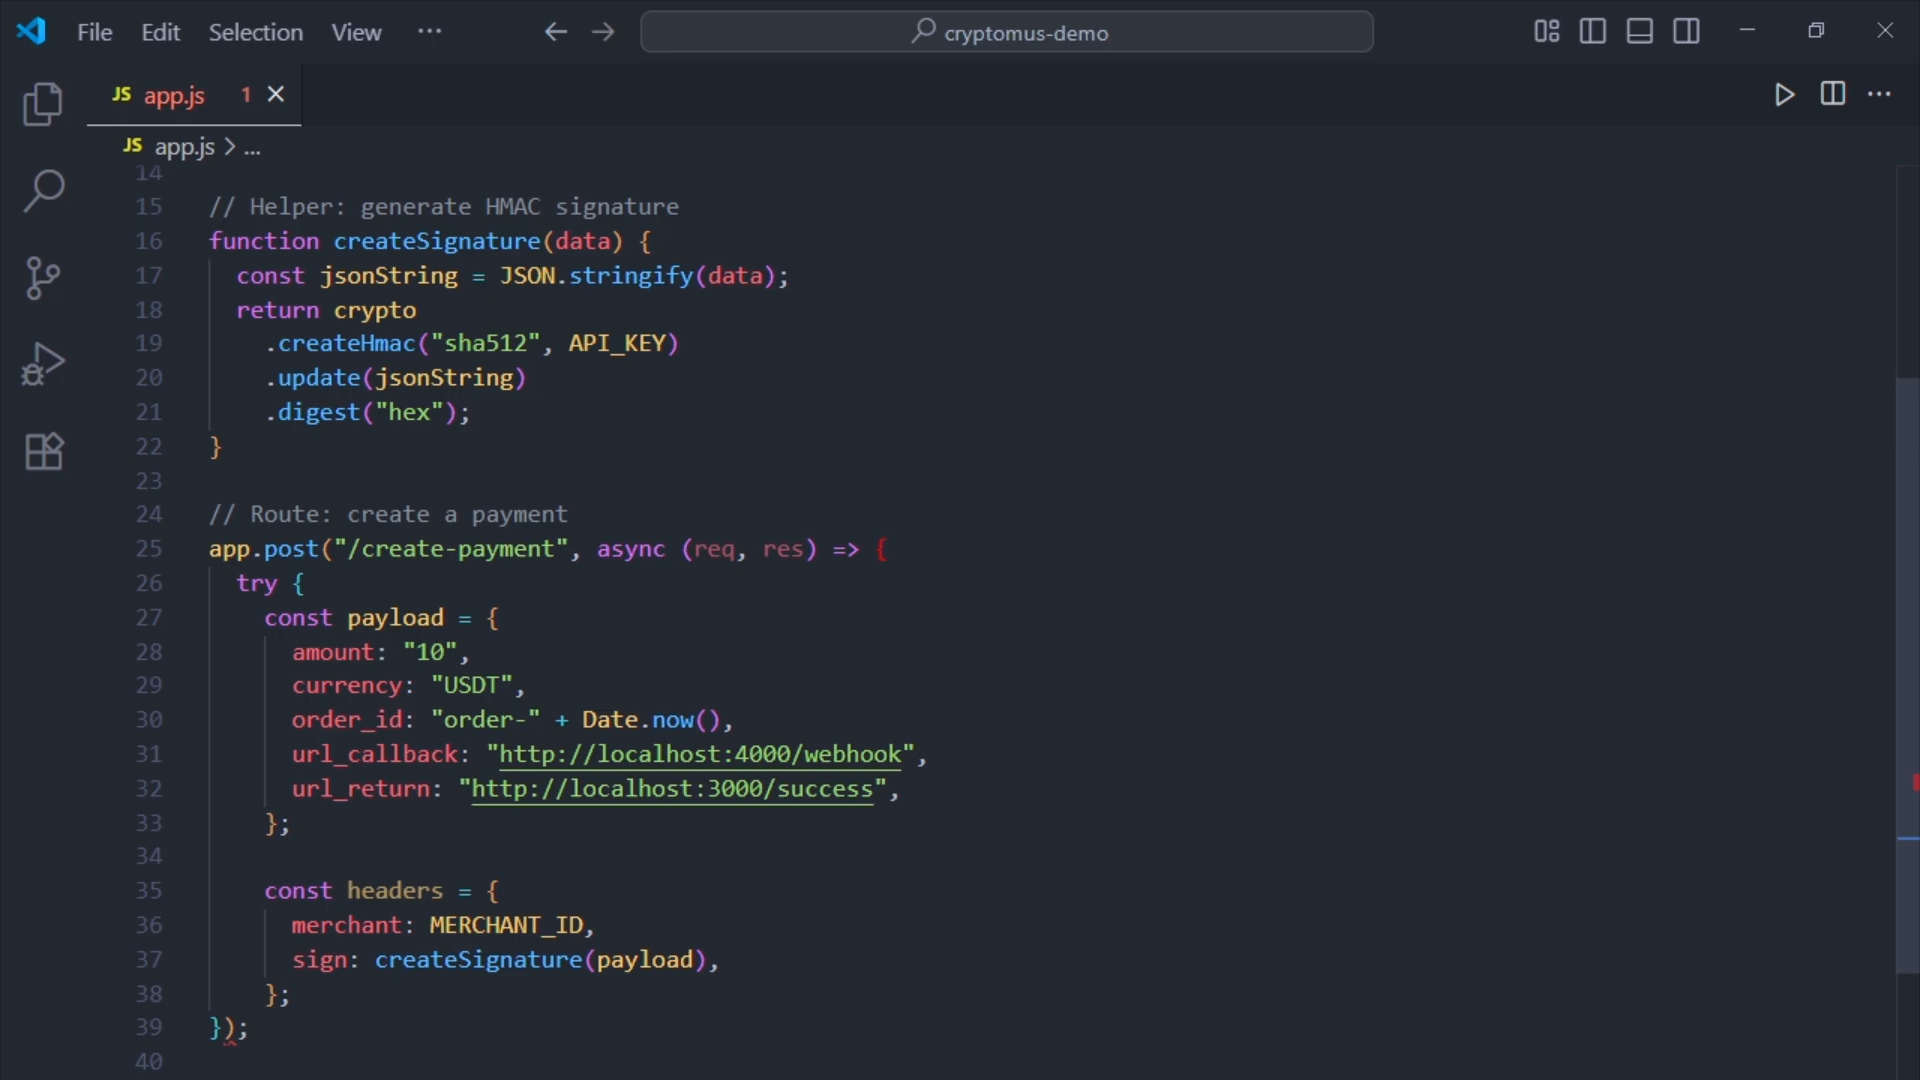 File Edit Selection View ...
cryptomus-demo
JS app.js 1
JS app.js > ...
14
15 // Helper: generate HMAC signature
16 function createSignature(data) {
17 const jsonString = JSON.stringify(data);
18 return crypto
19 .createHmac("sha512", API_KEY)
20 .update(jsonString)
21 .digest("hex");
22 }
23
24 // Route: create a payment
25 app.post("/create-payment", async (req, res) => {
26 try {
27 const payload = {
28 amount: "10",
29 currency: "USDT",
30 order_id: "order-" + Date.now(),
31 url_callback: "http://localhost:4000/webhook",
32 url_return: "http://localhost:3000/success",
33 };
34
35 const headers = {
36 merchant: MERCHANT_ID,
37 sign: createSignature(payload),
38 };
39 });
40